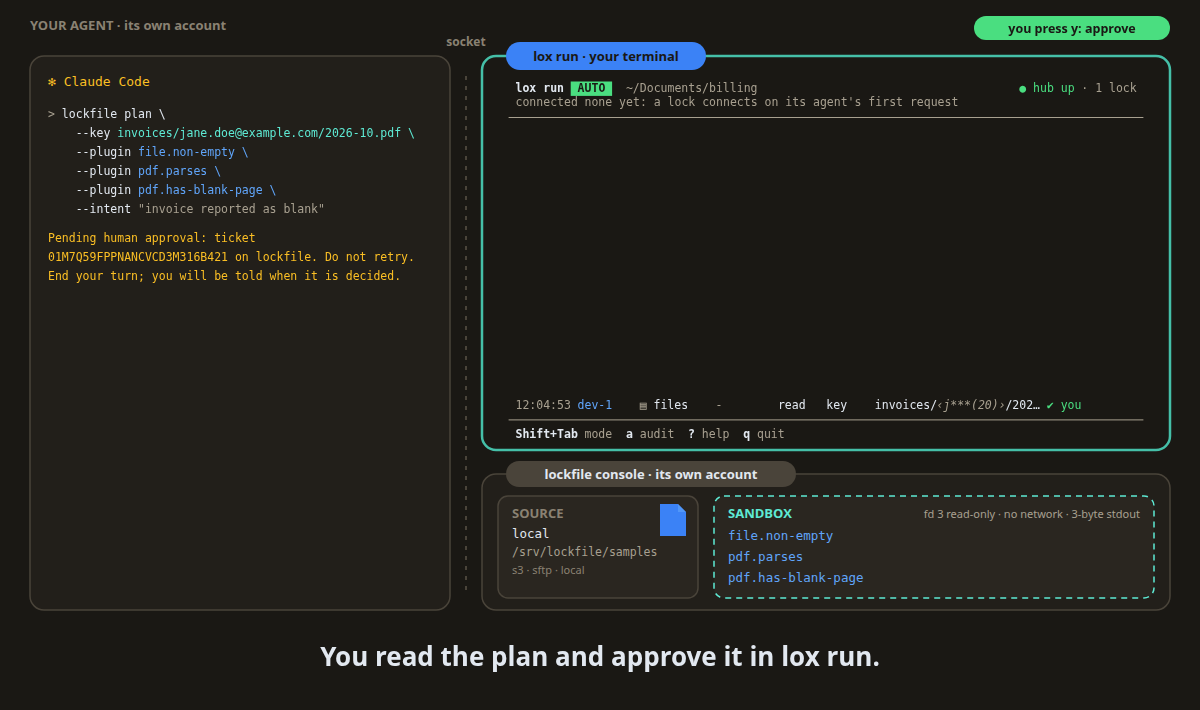 YOUR AGENT · its own account
you press y: approve
socket
✻ Claude Code
> lockfile plan \
--key invoices/jane.doe@example.com/2026-10.pdf \
--plugin file.non-empty \
--plugin pdf.parses \
--plugin pdf.has-blank-page \
--intent "invoice reported as blank"
Pending human approval: ticket
01M7Q59FPPNANCVCD3M316B421 on lockfile. Do not retry.
End your turn; you will be told when it is decided.
lox run · your terminal
lox run AUTO ~/Documents/billing ● hub up · 1 lock
connected none yet: a lock connects on its agent's first request
12:04:53 dev-1 ▤ files - read key invoices/‹j***(20)›/202… ✔ you
Shift+Tab mode a audit ? help q quit
lockfile console · its own account
SOURCE
local
/srv/lockfile/samples
s3 · sftp · local
SANDBOX fd 3 read-only · no network · 3-byte stdout
file.non-empty
pdf.parses
pdf.has-blank-page
You read the plan and approve it in lox run.